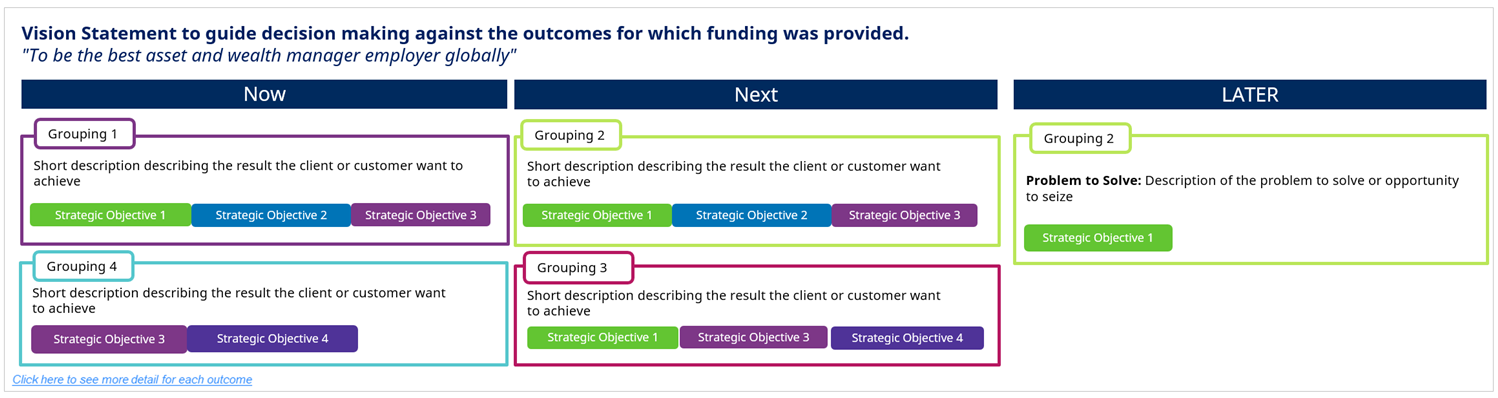 Vision Statement to guide decision making against the outcomes for which funding was provided.
"To be the best asset and wealth manager employer globally"
Now
Grouping 1
Short description describing the result the client or customer want to
achieve
Strategic Objective 1
Strategic Objective 2
Strategic Objective 3
Grouping 4
Short description describing the result the client or customer want
to achieve
Strategic Objective 3
Strategic Objective 4
Next
Grouping 2
Short description describing the result the client or customer want
to achieve
Strategic Objective 1
Strategic Objective 2
Strategic Objective 3
Grouping 3
Short description describing the result the client or customer want
to achieve
Strategic Objective 1
Strategic Objective 3
Strategic Objective 4
LATER
Grouping 2
Problem to Solve: Description of the problem to solve or opportunity
to seize
Strategic Objective 1
Click here to see more detail for each outcome